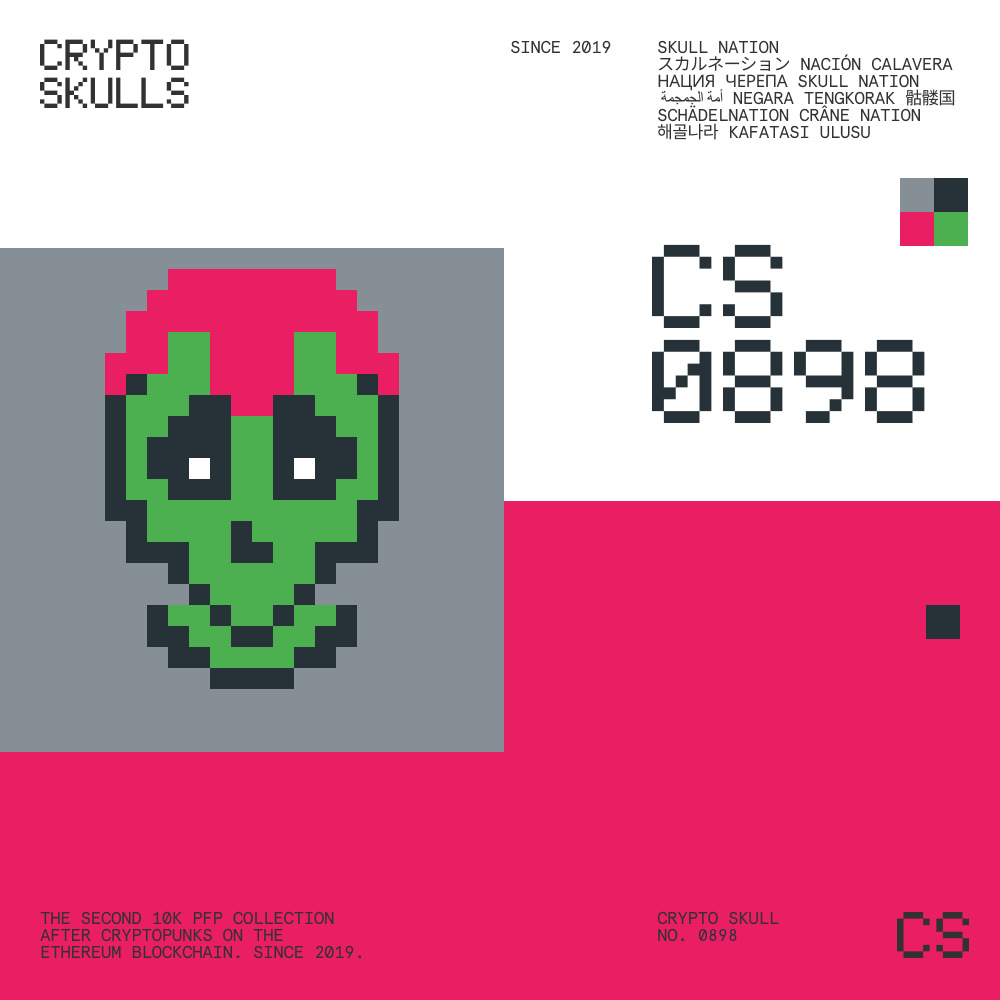 CRYPTO
SKULLS
SINCE 2019
SKULL NATION
スカルネーション NACIÓN CALAVERA
НАЦИЯ ЧЕРЕПА SKULL NATION
أمة الجمجمة NEGARA TENGKORAK 骷髅国
SCHÄDELNATION CRÂNE NATION
해골나라 KAFATASI ULUSU
CS
0898
THE SECOND 10K PFP COLLECTION
AFTER CRYPTOPUNKS ON THE
ETHEREUM BLOCKCHAIN. SINCE 2019.
CRYPTO SKULL
NO. 0898
CS